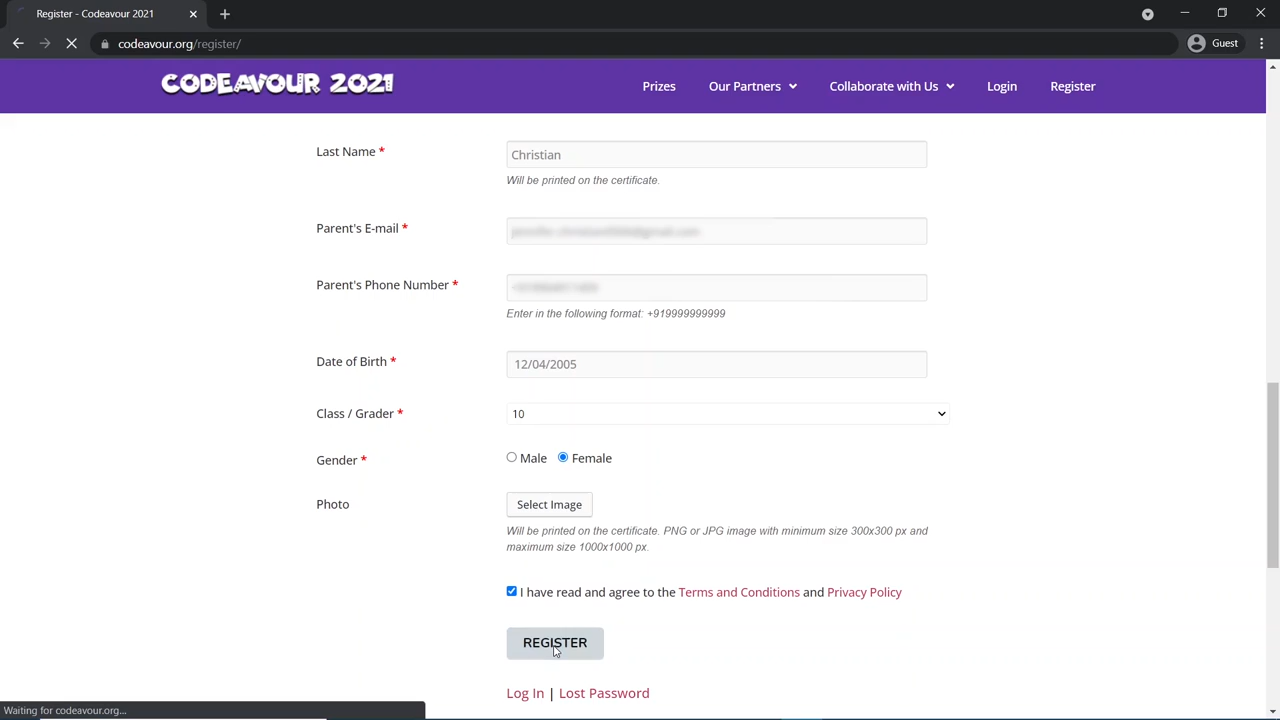 Register - Codeavour 2021
codeavour.org/register/
Guest
CODEAVOUR 2021
Prizes
Our Partners
Collaborate with Us
Login
Register
Last Name *
Christian
Will be printed on the certificate.
Parent's E-mail *
Parent's Phone Number *
Enter in the following format: +919999999999
Date of Birth *
12/04/2005
Class / Grader *
10
Gender *
Male
Female
Photo
Select Image
Will be printed on the certificate. PNG or JPG image with minimum size 300x300 px and
maximum size 1000x1000 px.
I have read and agree to the Terms and Conditions and Privacy Policy
REGISTER
Log In | Lost Password
Waiting for codeavour.org...